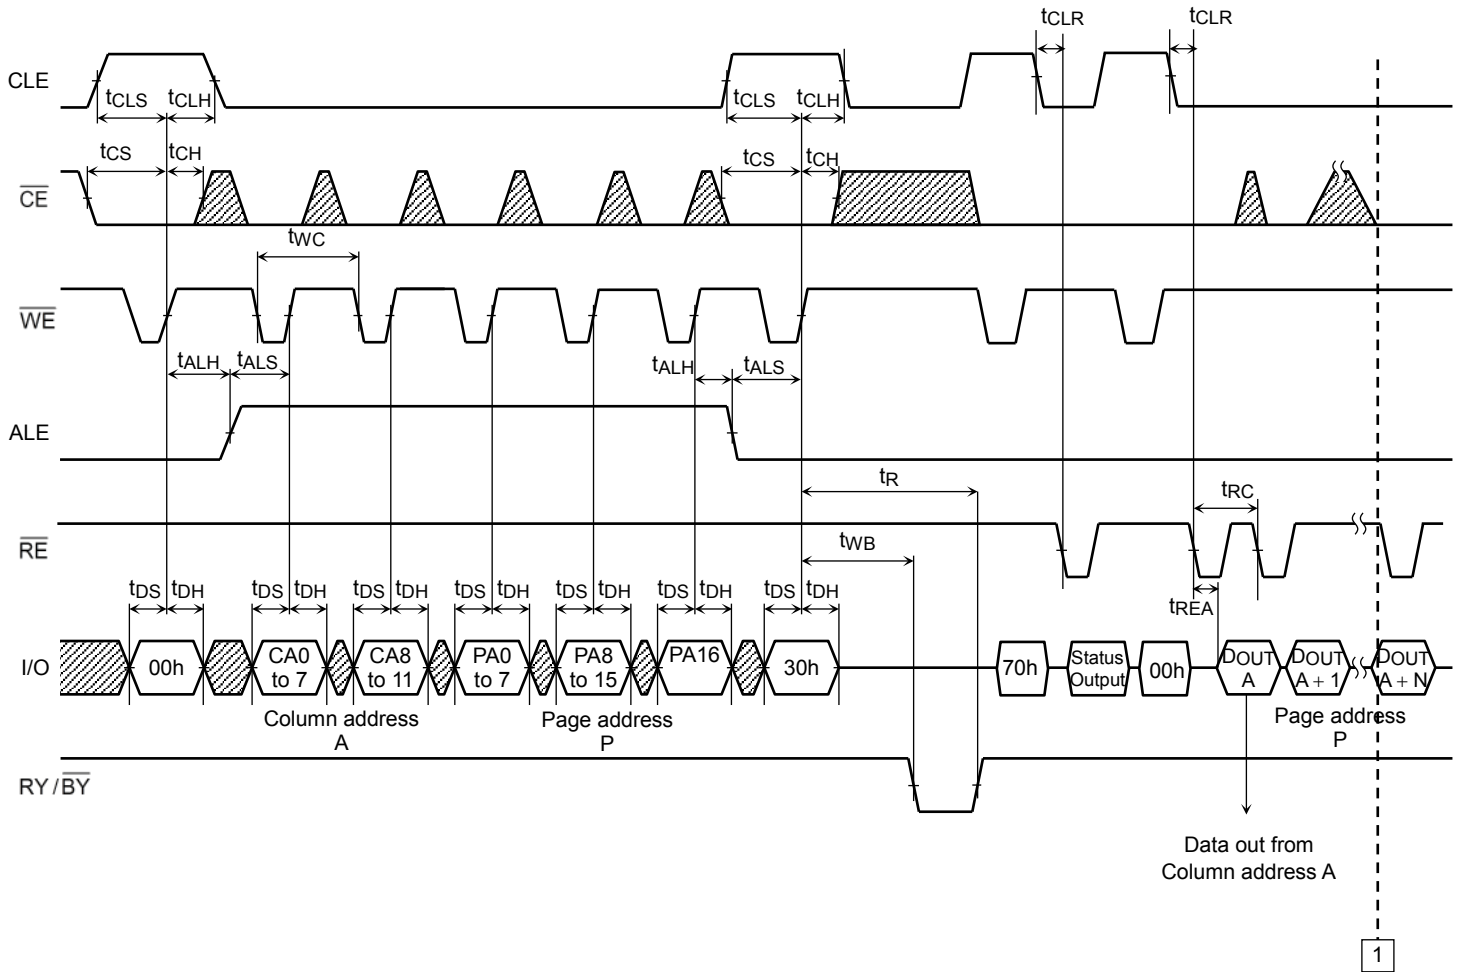 tCLR
tCLR
CLE
tCLS
tCLH
tCLS
tCLH
tCS
tCH
tCS
tCH
CE
tWC
WE
tALH
tALS
tALH
tALS
ALE
tR
tRC
RE
tWB
tDS
tDH
tDS
tDH
tDS
tDH
tDS
tDH
tDS
tDH
tDS
tDH
tDS
tDH
tREA
I/O
00h
CA0
to 7
CA8
to 11
PA0
to 7
PA8
to 15
PA16
30h
70h
Status
Output
00h
DOUT
A
DOUT
A + 1
DOUT
A + N
Column address
A
Page address
P
Page address
P
RY/BY
Data out from
Column address A
1